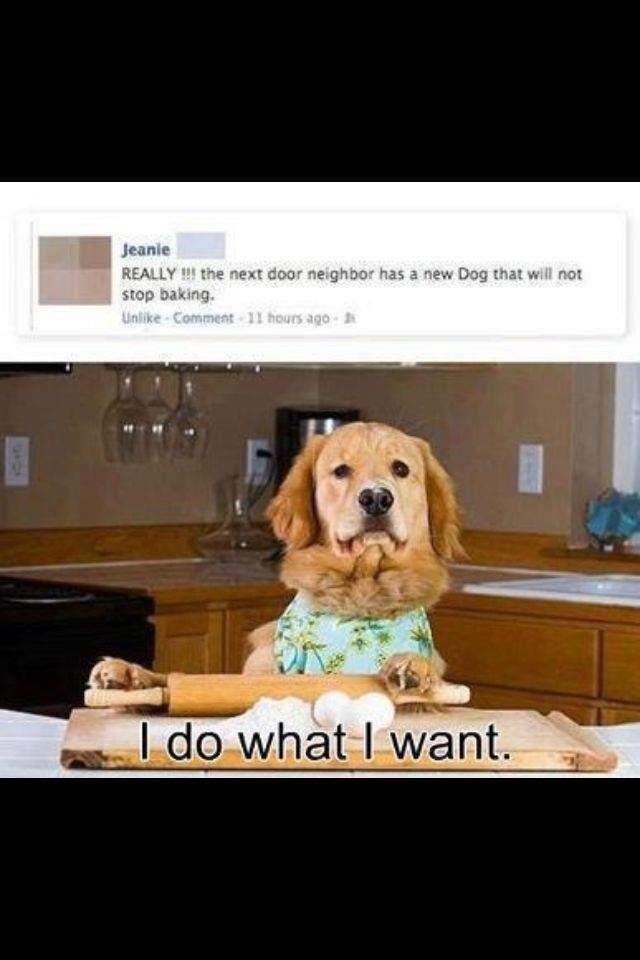 Jeanie
REALLY !!! the next door neighbor has a new Dog that will not
stop baking.
Unlike - Comment - 11 hours ago -
I do what I want.